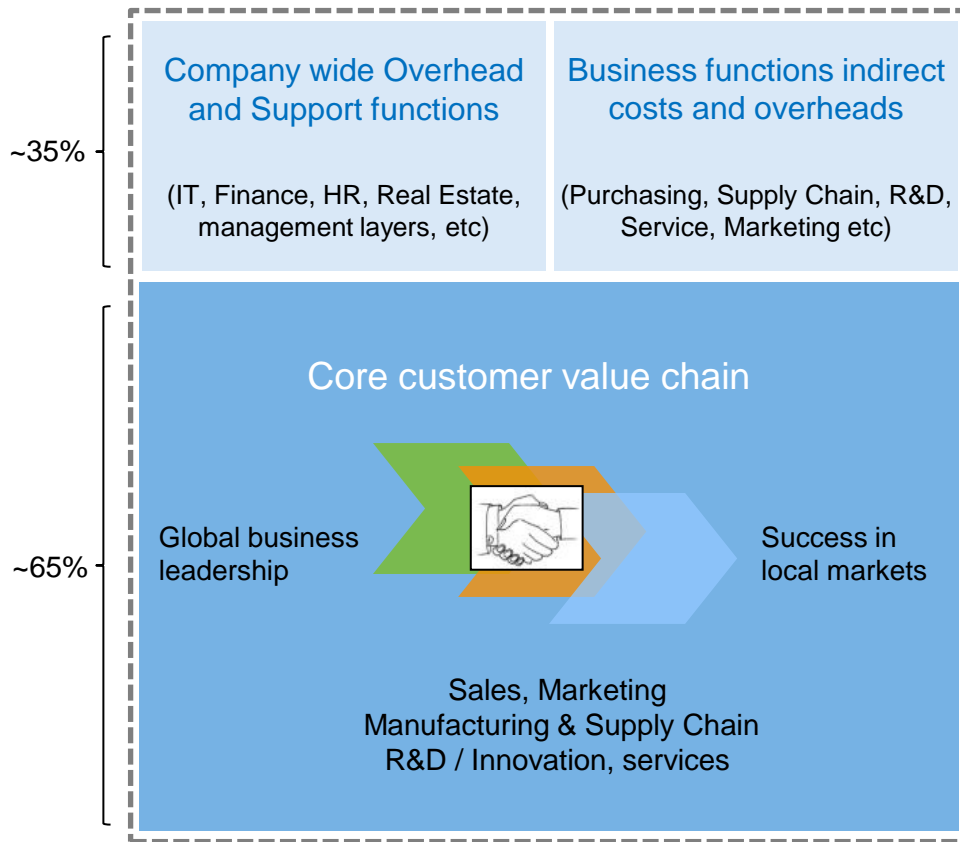 Company wide Overhead
and Support functions
(IT, Finance, HR, Real Estate,
management layers, etc)
Business functions indirect
costs and overheads
(Purchasing, Supply Chain, R&D,
Service, Marketing etc)
~35%
Core customer value chain
Global business
leadership
Success in
local markets
~65%
Sales, Marketing
Manufacturing & Supply Chain
R&D / Innovation, services